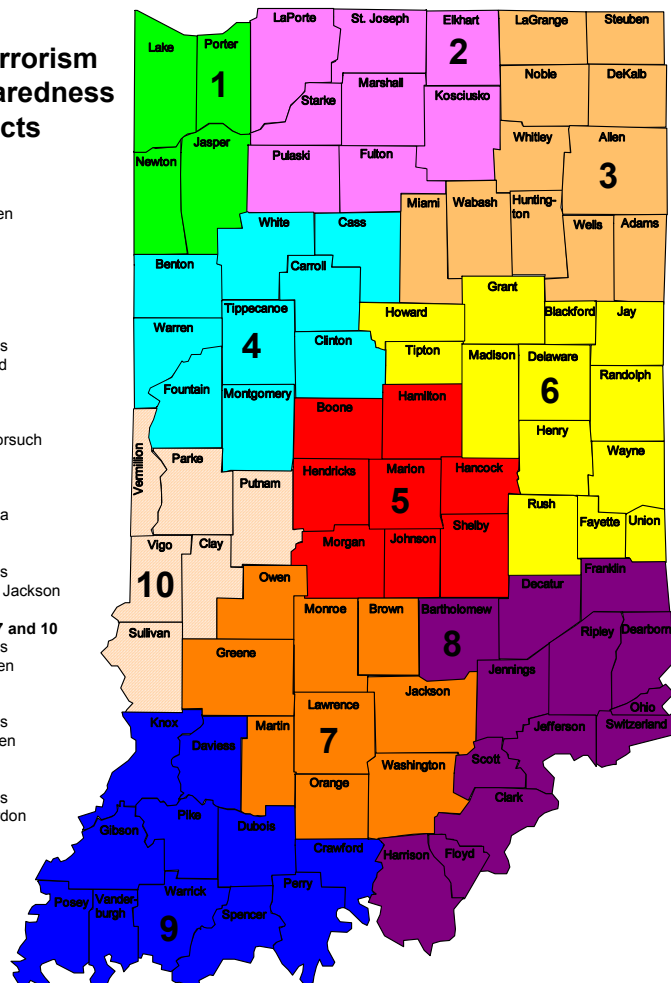 rrorism
aredness
cts
en
s
d
orsuch
a
s
Jackson
7 and 10
s
en
s
en
s
don
Lake
Porter
1
LaPorte
St. Joseph
Elkhart
2
LaGrange
Steuben
Noble
DeKalb
Starke
Marshall
Kosciusko
Whitley
Allen
3
Newton
Jasper
Pulaski
Fulton
Miami
Wabash
Hunting-
ton
Wells
Adams
White
Cass
Benton
Carroll
Grant
Tippecanoe
Howard
Blackford
Jay
Warren
4
Clinton
Tipton
Madison
Delaware
6
Randolph
Fountain
Montgomery
Boone
Hamilton
Henry
Wayne
Vermillion
Parke
Putnam
Hendricks
Marion
5
Hancock
Shelby
Rush
Fayette
Union
Vigo
10
Clay
Morgan
Johnson
Owen
Decatur
Franklin
Sullivan
Greene
Monroe
Brown
Bartholomew
8
Ripley
Dearborn
Jennings
Jackson
Lawrence
7
Ohio
Switzerland
Jefferson
Knox
Daviess
Martin
Washington
Scott
Orange
Clark
Gibson
Pike
Dubois
Crawford
Harrison
Floyd
Posey
Vander-
burgh
Warrick
9
Spencer
Perry